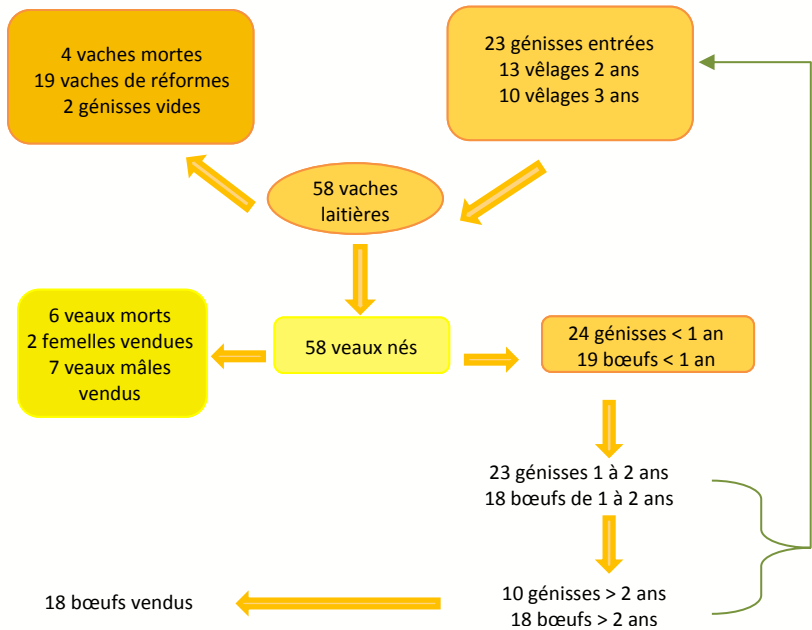 4 vaches mortes
19 vaches de réformes
2 génisses vides
23 génisses entrées
13 vêlages 2 ans
10 vêlages 3 ans
58 vaches
laitières
6 veaux morts
2 femelles vendues
7 veaux mâles
vendus
58 veaux nés
24 génisses < 1 an
19 bœufs < 1 an
23 génisses 1 à 2 ans
18 bœufs de 1 à 2 ans
18 bœufs vendus
10 génisses > 2 ans
18 bœufs > 2 ans